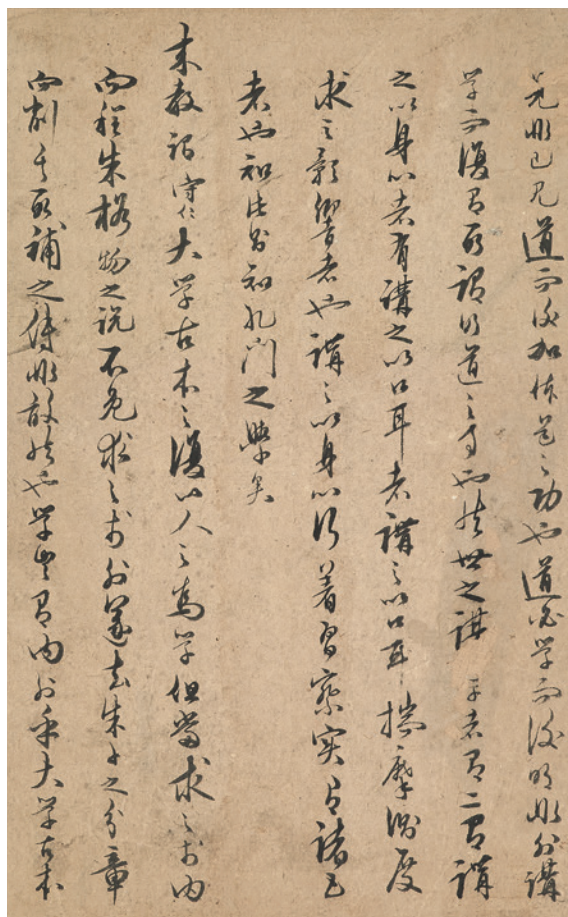 見非已見道而後加體道之功也道必學而後明非外講
學而復有所謂明道之事也然世之講學者有二有講
之以身心者有講之以口耳者講之以口耳揣摩測度
求之影響者也講之以身心行着習察實有諸己
者也知此則知孔門之學矣
來教謂守仁大學古本之復以人之為學但當求之於內
而程朱格物之說不免求之於外遂去朱子之分章
而削其所補之傳非敢然也學豈有內外乎大學古本